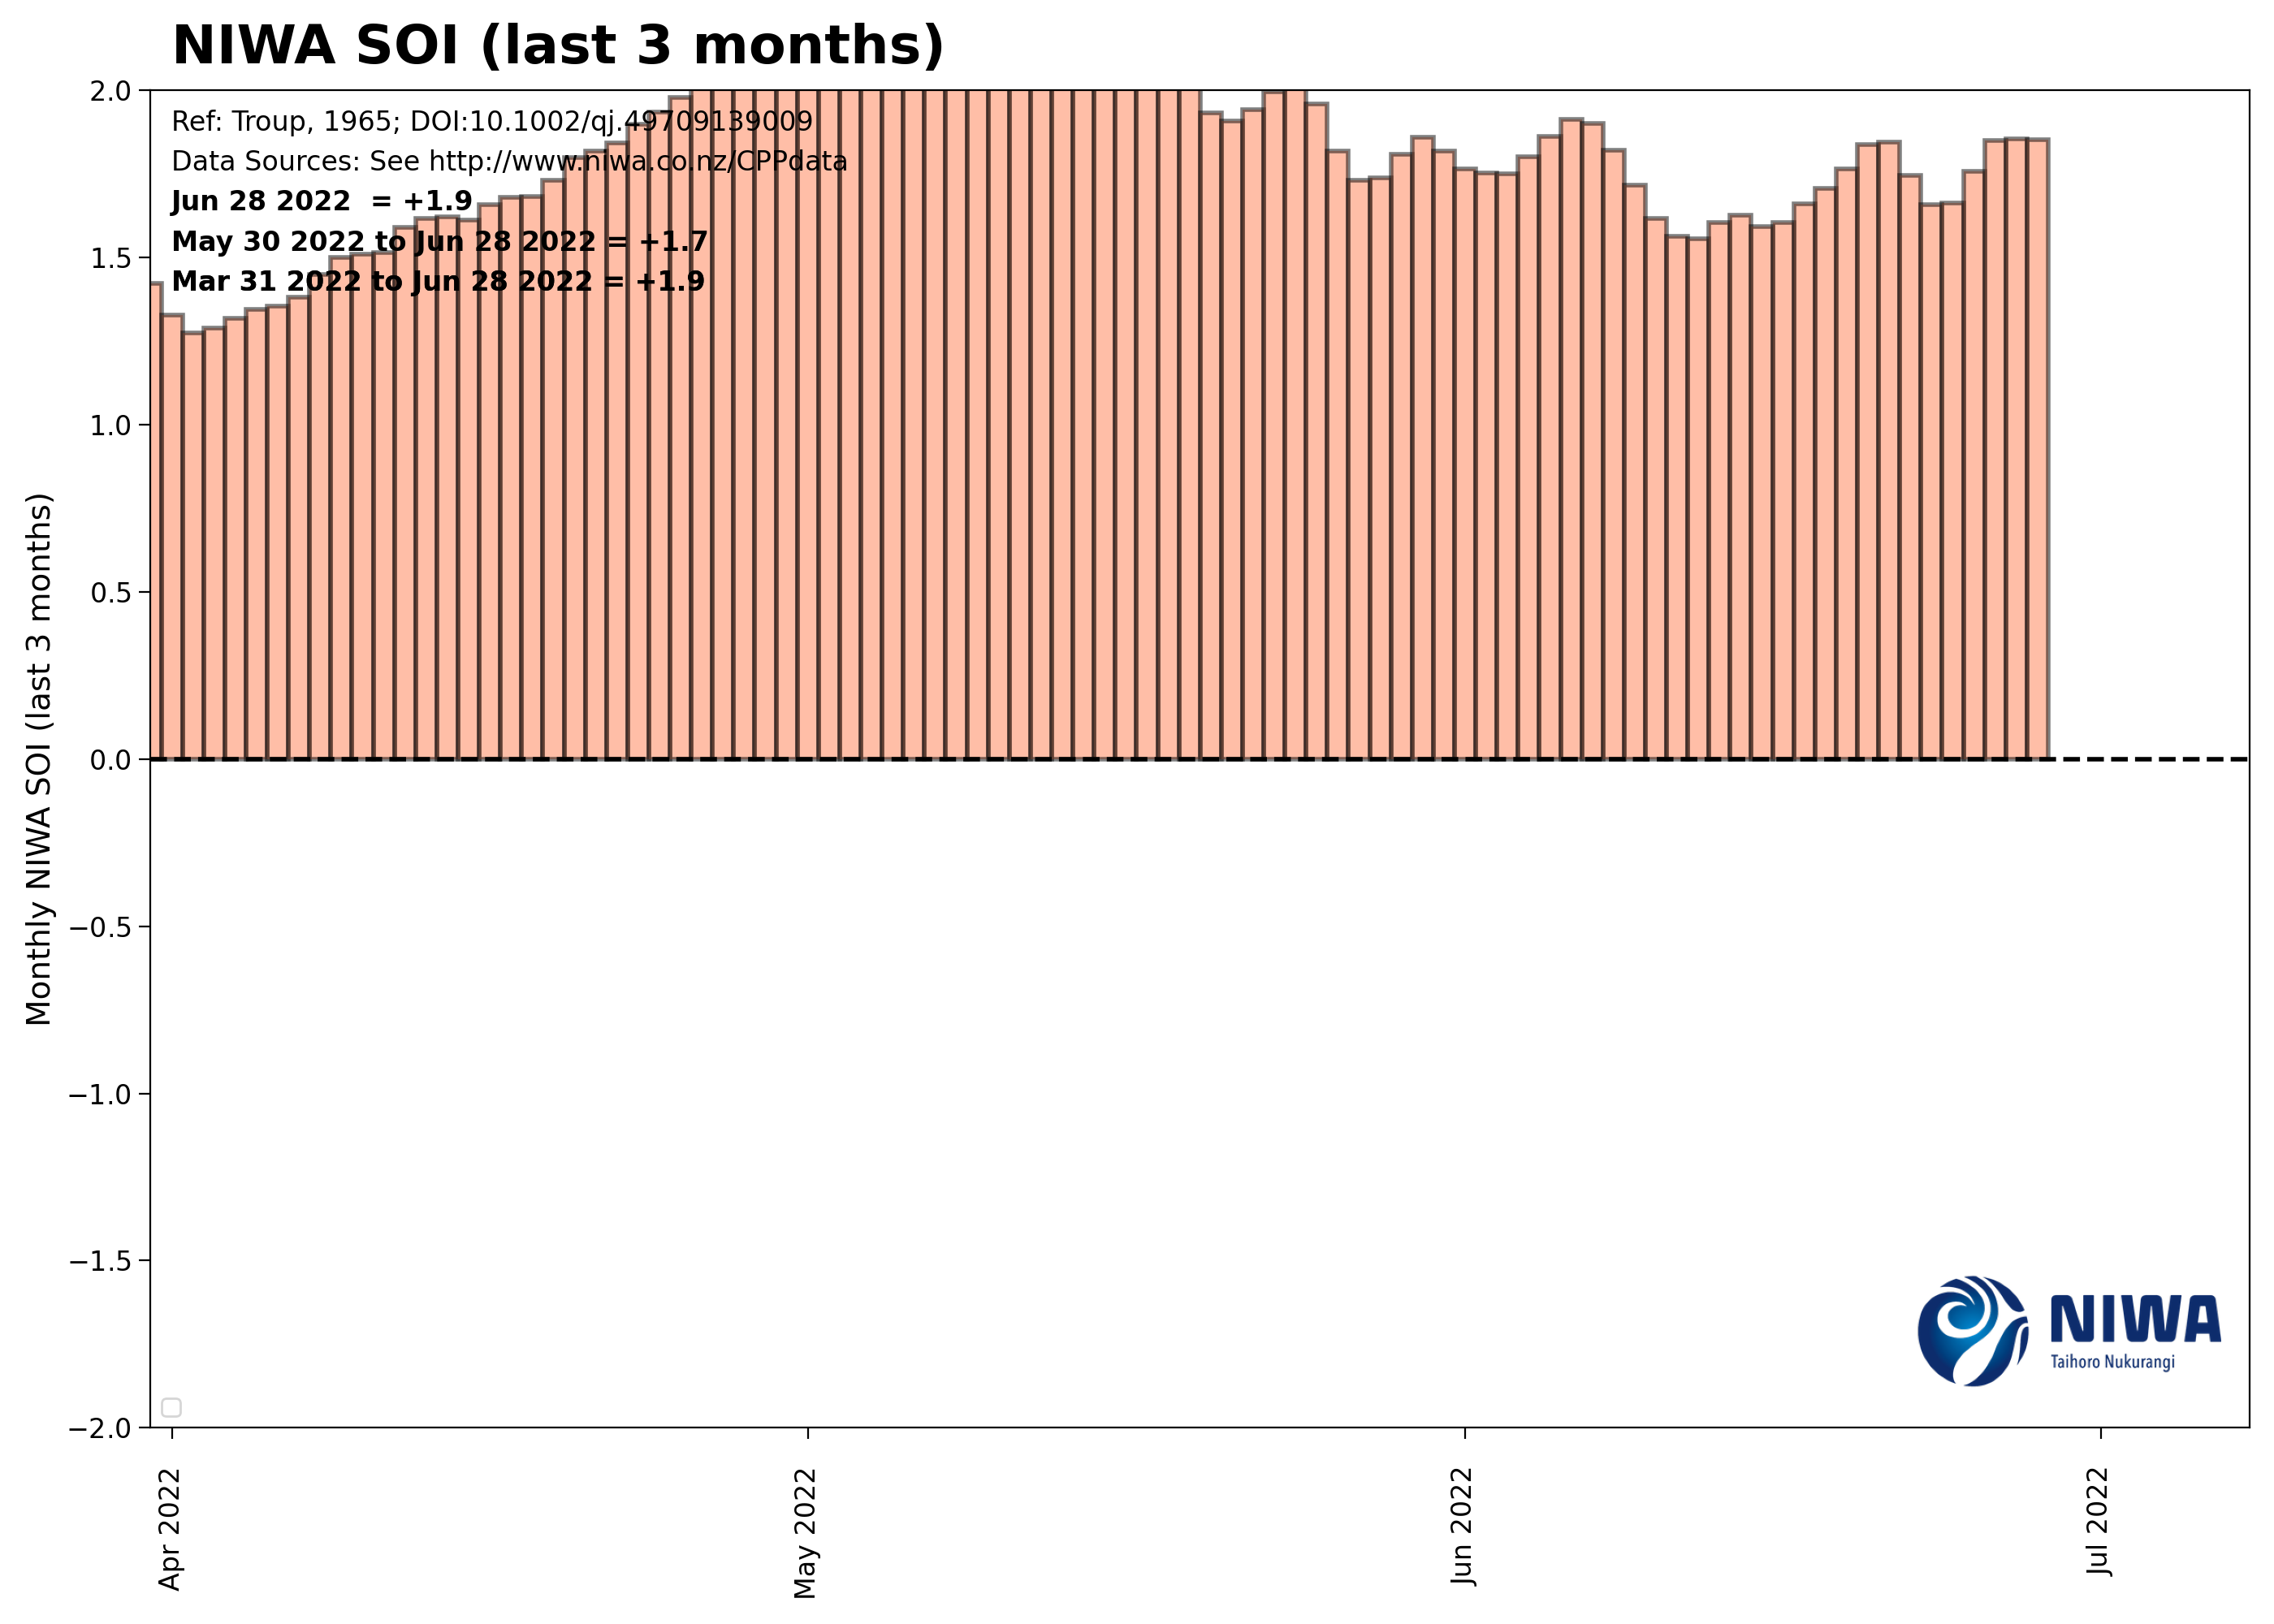 NIWA SOI (last 3 months)
Ref: Troup, 1965; DOI:10.1002/qj.49709139009
Data Sources: See http://www.niwa.co.nz/CPPdata
Jun 28 2022  = +1.9
May 30 2022 to Jun 28 2022 = +1.7
Mar 31 2022 to Jun 28 2022 = +1.9
Monthly NIWA SOI (last 3 months)
2.0
1.5
1.0
0.5
0.0
−0.5
−1.0
−1.5
−2.0
NIWA
Taihoro Nukurangi
Apr 2022
May 2022
Jun 2022
Jul 2022